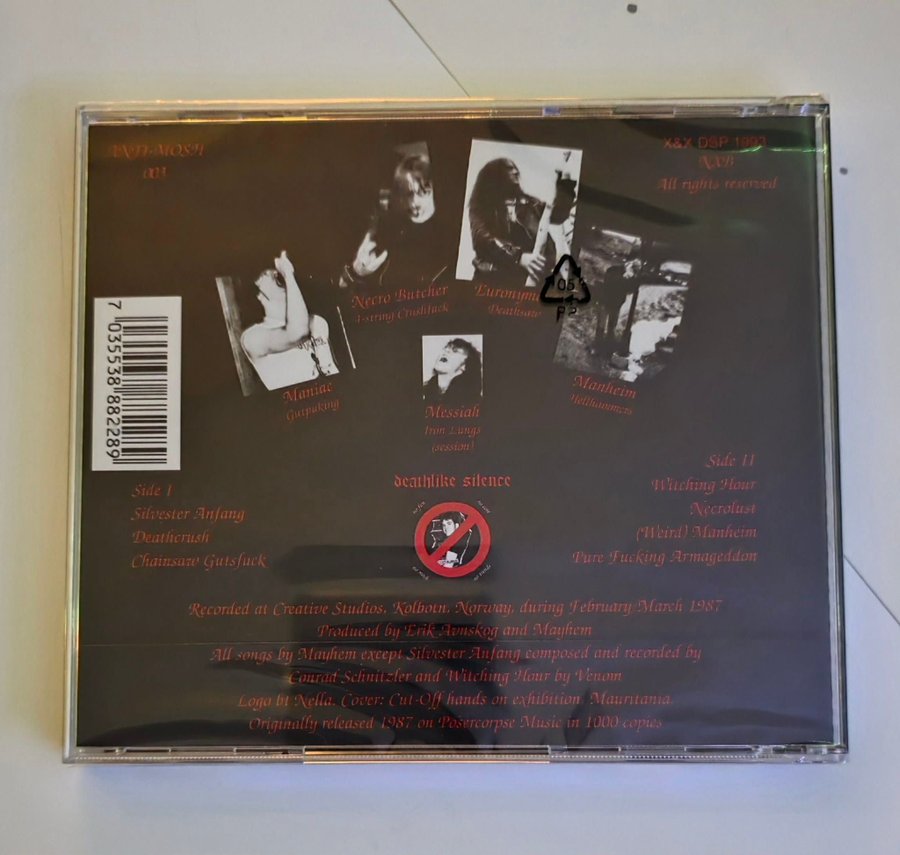 ANTI-MOSH
003
X&X DSP 1993
NXB
All rights reserved
Necro Butcher
4-string Crushfuck
Euronym
Deathsaw
05
PP
Maniac
Gutpuking
Messiah
Iron Lungs
(session)
Manheim
Hellhammers
7 035538 882289
deathlike silence
Side I
Silvester Anfang
Deathcrush
Chainsaw Gutsfuck
Side II
Witching Hour
Necrolust
(Weird) Manheim
Pure Fucking Armageddon
Recorded at Creative Studios, Kolbotn, Norway, during February/March 1987
Produced by Erik Avnskog and Mayhem
All songs by Mayhem except Silvester Anfang composed and recorded by
Conrad Schnitzler and Witching Hour by Venom
Logo bt Nella. Cover: Cut-Off hands on exhibition. Mauritania.
Originally released 1987 on Posercorpse Music in 1000 copies